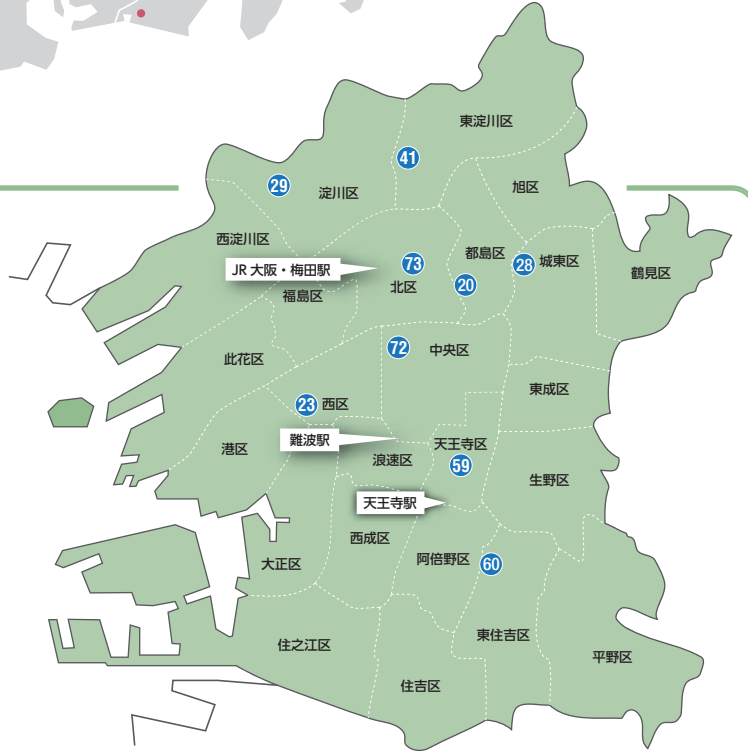 東淀川区
41
29
淀川区
旭区
西淀川区
都島区
73
28
城東区
JR 大阪・梅田駅
鶴見区
20
北区
福島区
72
中央区
此花区
東成区
23
西区
難波駅
天王寺区
港区
浪速区
59
生野区
天王寺駅
西成区
阿倍野区
60
大正区
東住吉区
住之江区
平野区
住吉区